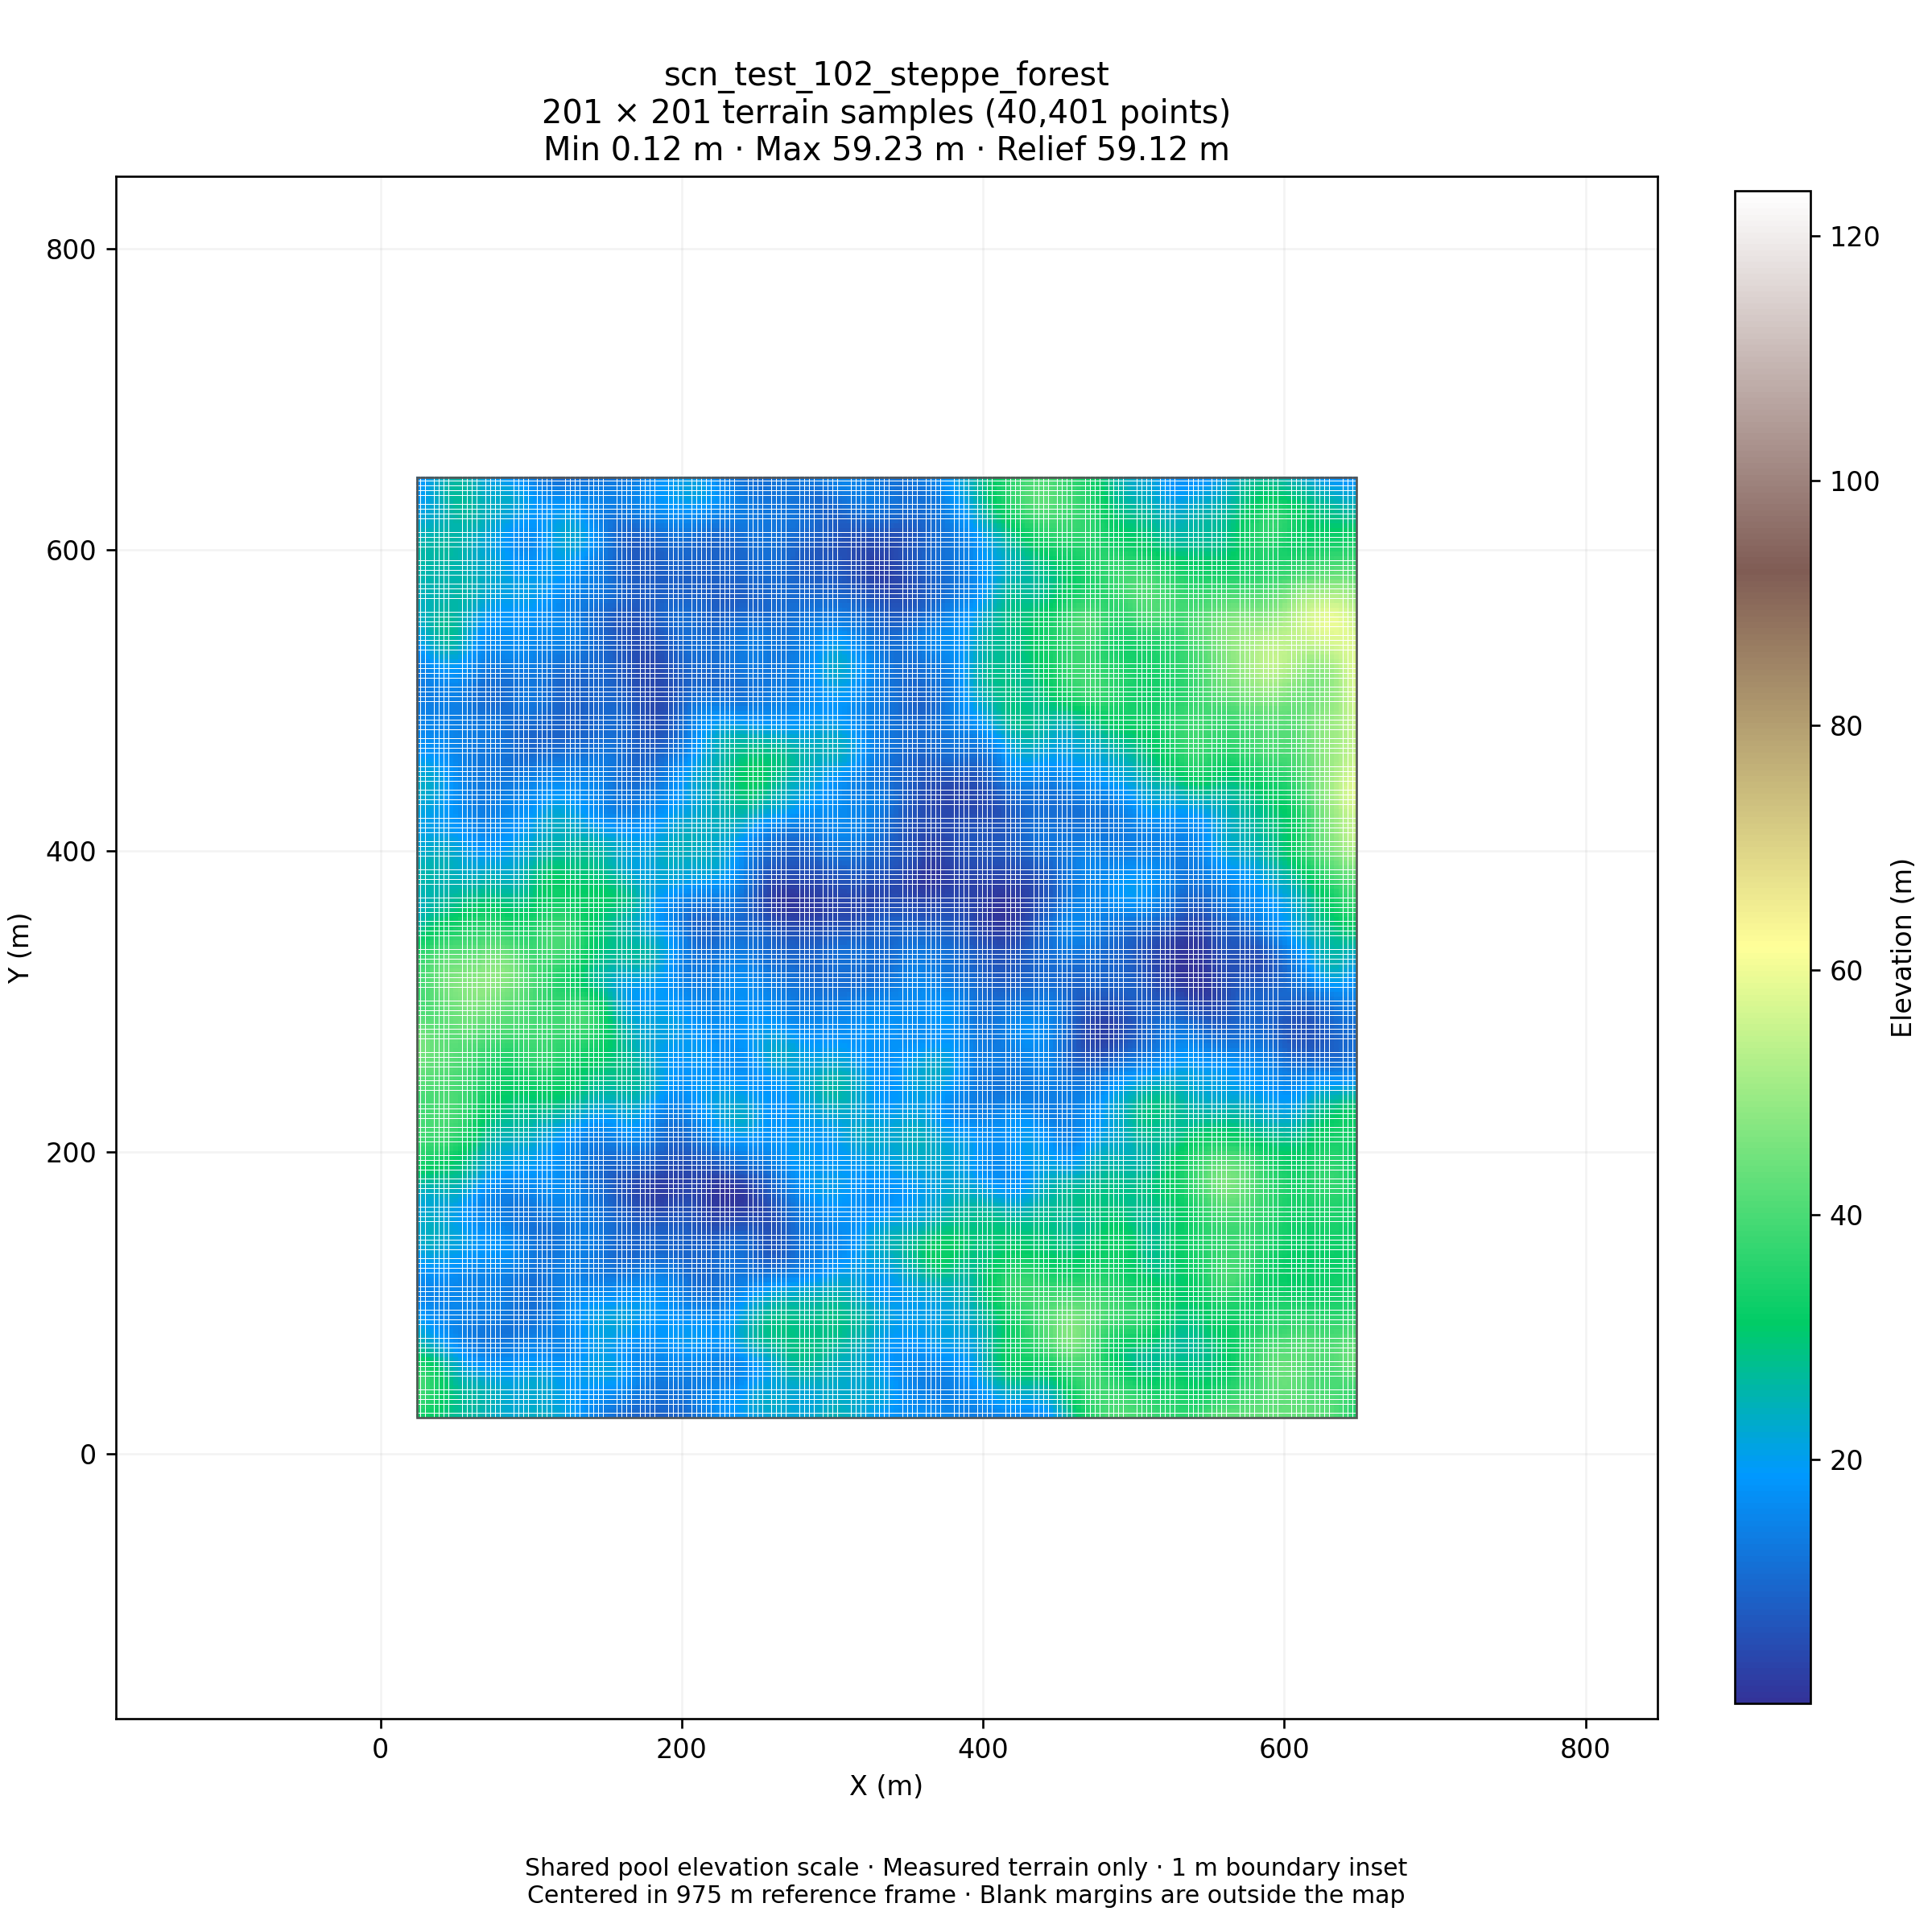 scn_test_102_steppe_forest
201 × 201 terrain samples (40,401 points)
Min 0.12 m · Max 59.23 m · Relief 59.12 m
800
600
400
200
0
Y (m)
0
200
400
600
800
X (m)
120
100
80
60
40
20
Elevation (m)
Shared pool elevation scale · Measured terrain only · 1 m boundary inset
Centered in 975 m reference frame · Blank margins are outside the map